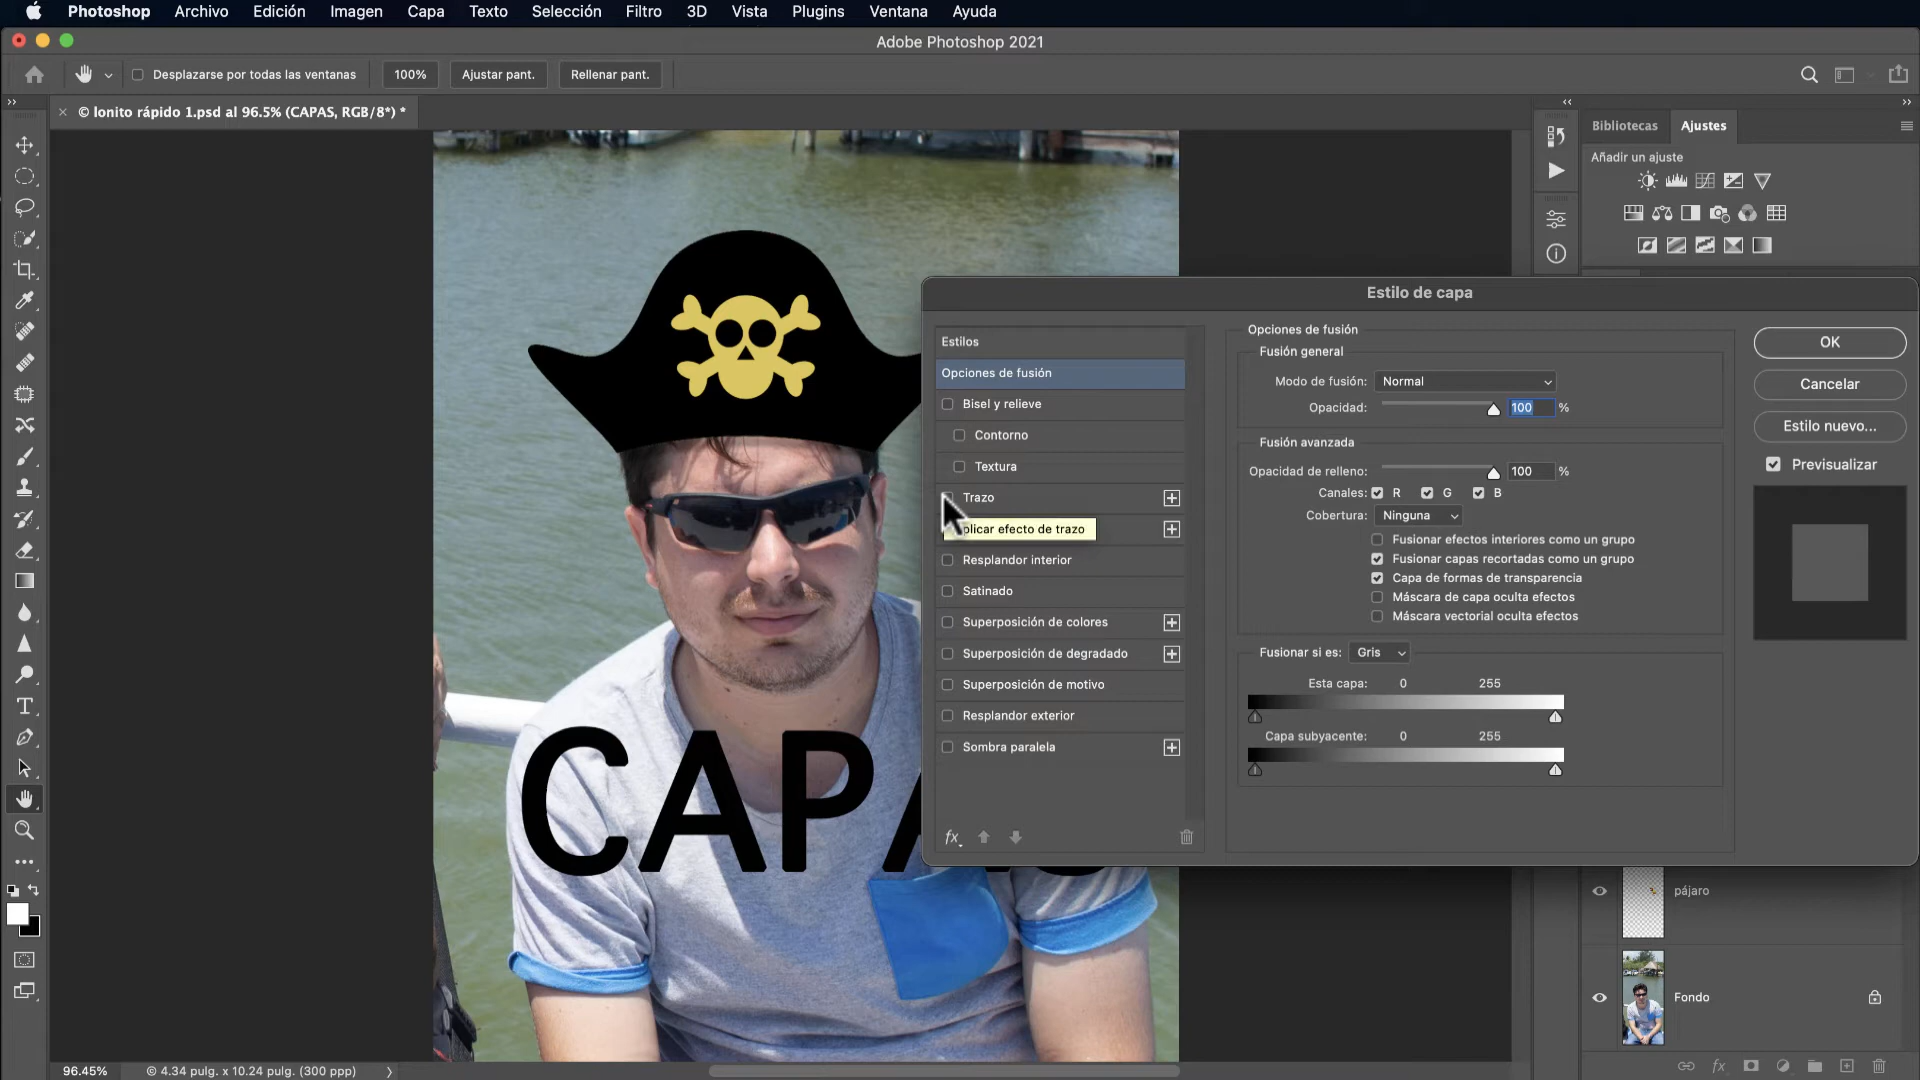 Photoshop Archivo Edición Imagen Capa Texto Selección Filtro 3D Vista Plugins Ventana Ayuda
Adobe Photoshop 2021
Desplazarse por todas las ventanas 100% Ajustar pant. Rellenar pant.
© lonito rápido 1.psd al 96.5% (CAPAS, RGB/8*) *
Bibliotecas Ajustes
Añadir un ajuste
Estilo de capa
Estilos
Opciones de fusión
Bisel y relieve
Contorno
Textura
Trazo
plicar efecto de trazo
Resplandor interior
Satinado
Superposición de colores
Superposición de degradado
Superposición de motivo
Resplandor exterior
Sombra paralela
fx
Opciones de fusión
Fusión general
Modo de fusión: Normal
Opacidad: 100 %
Fusión avanzada
Opacidad de relleno: 100 %
Canales: R G B
Cobertura: Ninguna
Fusionar efectos interiores como un grupo
Fusionar capas recortadas como un grupo
Capa de formas de transparencia
Máscara de capa oculta efectos
Máscara vectorial oculta efectos
Fusionar si es: Gris
Esta capa: 0 255
Capa subyacente: 0 255
OK
Cancelar
Estilo nuevo...
Previsualizar
CAPA
pájaro
Fondo
fx
96.45% © 4.34 pulg. x 10.24 pulg. (300 ppp)